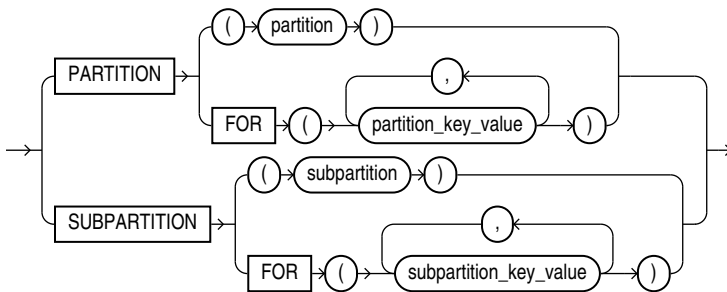 ( partition )
PARTITION
,
FOR ( partition_key_value )
( subpartition )
SUBPARTITION
,
FOR ( subpartition_key_value )